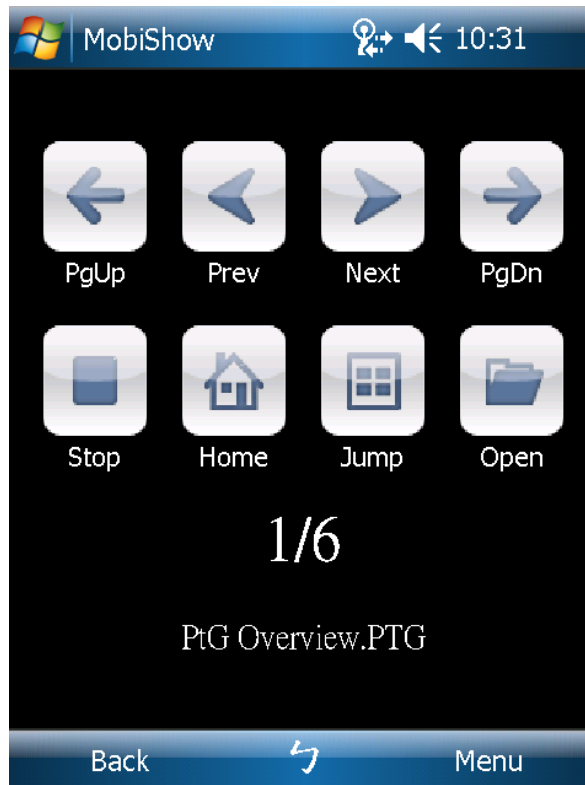 MobiShow 10:31
PgUp Prev Next PgDn
Stop Home Jump Open
1/6
PtG Overview.PTG
Back ㄅ Menu